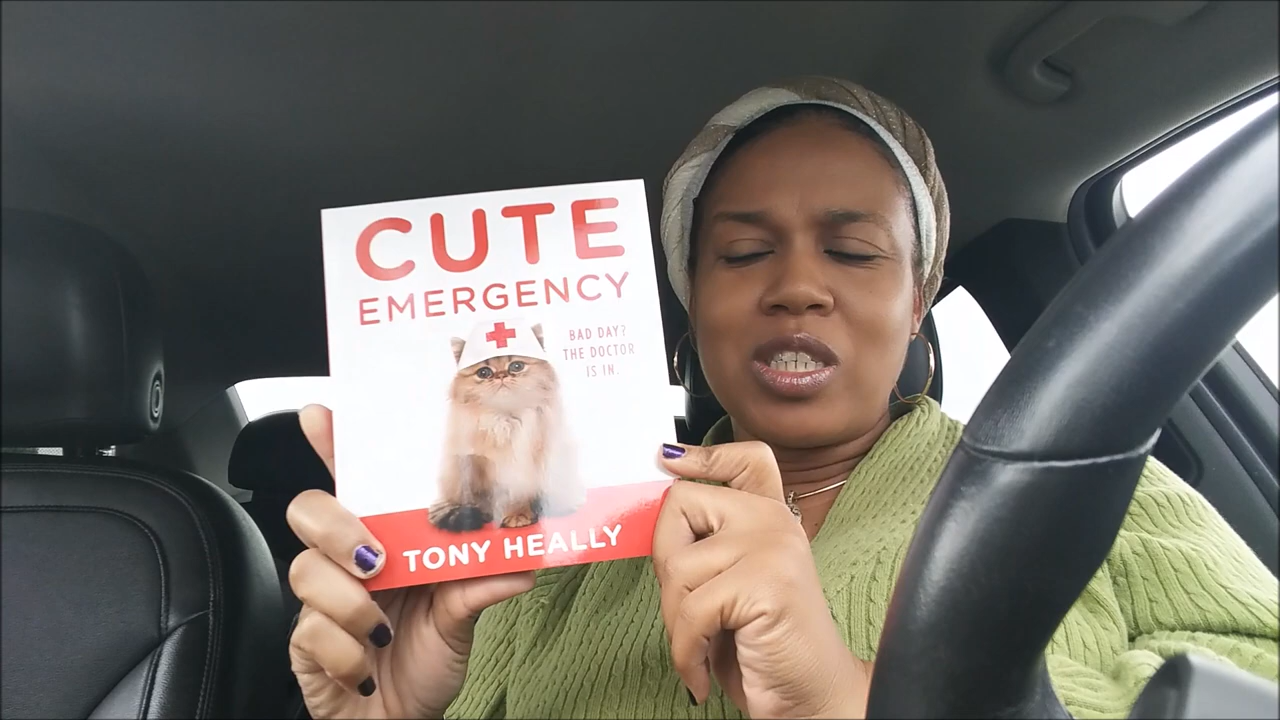 CUTE
EMERGENCY
BAD DAY?
THE DOCTOR
IS IN.
TONY HEALLY